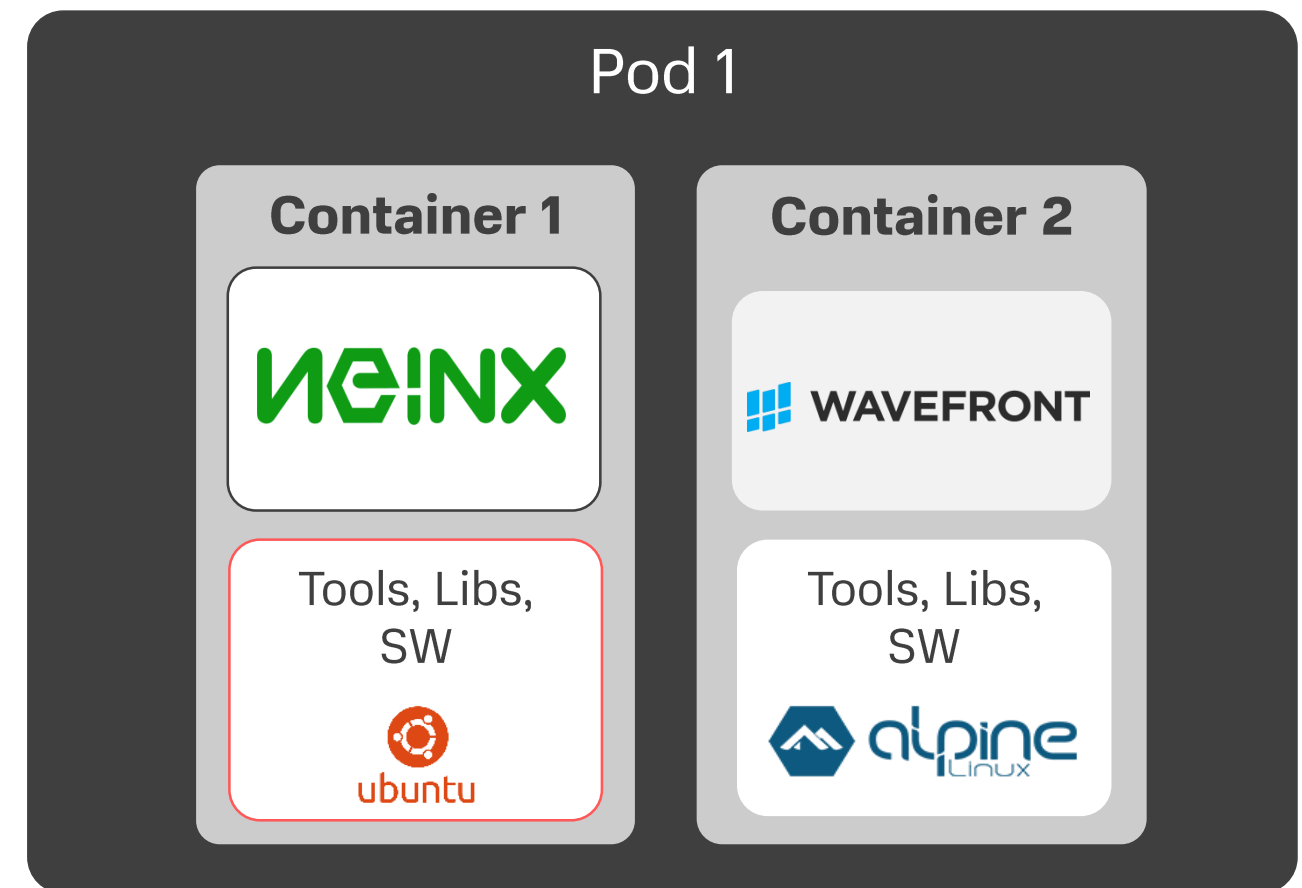 Pod 1
Container 1
NGINX
Tools, Libs,
SW
ubuntu
Container 2
WAVEFRONT
Tools, Libs,
SW
alpine
Linux